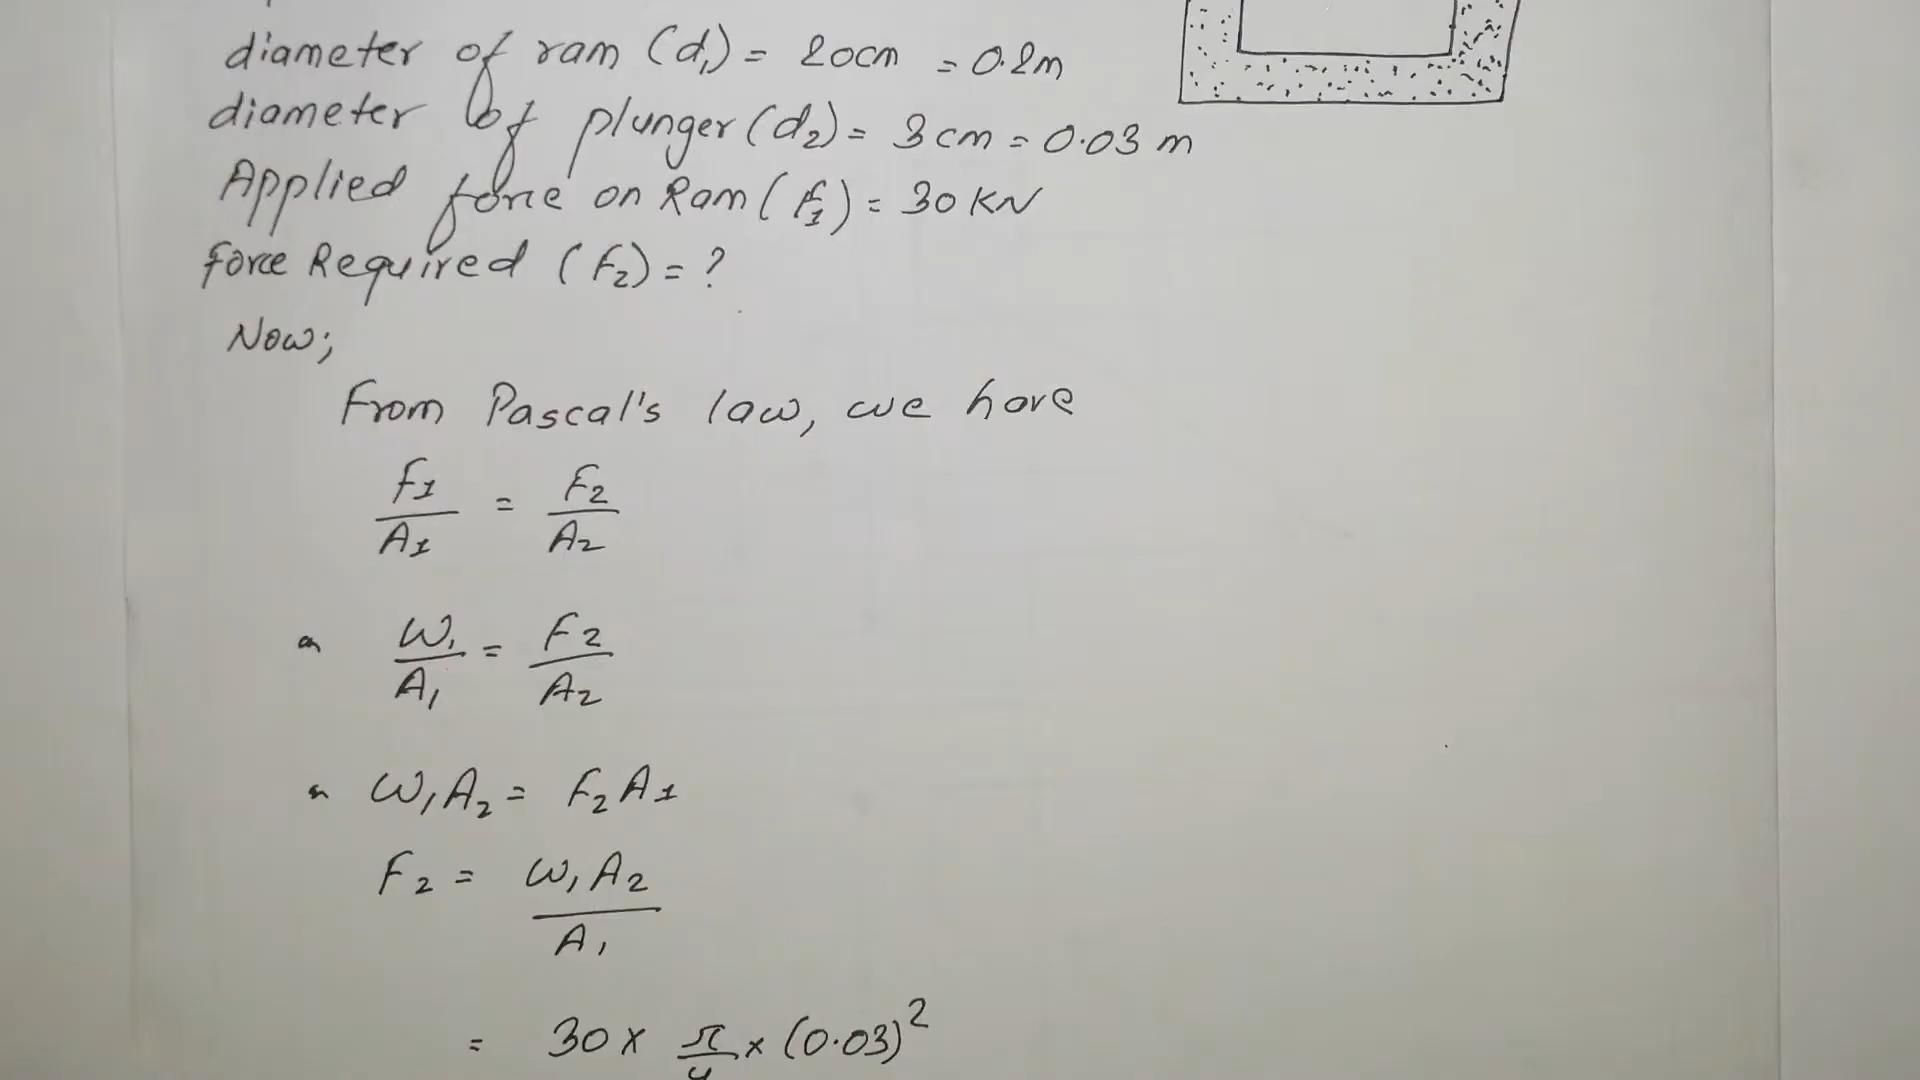 diameter of ram (d1) = 20cm = 0.2m
diameter of plunger (d2) = 3cm = 0.03 m
Applied force on Ram (F1) = 30 KN
Force Required (F2) = ?
Now;
From Pascal's law, we have
F1/A1 = F2/A2
W1/A1 = F2/A2
W1A2 = F2A1
F2 = W1A2/A1
= 30 × π/4 × (0.03)²